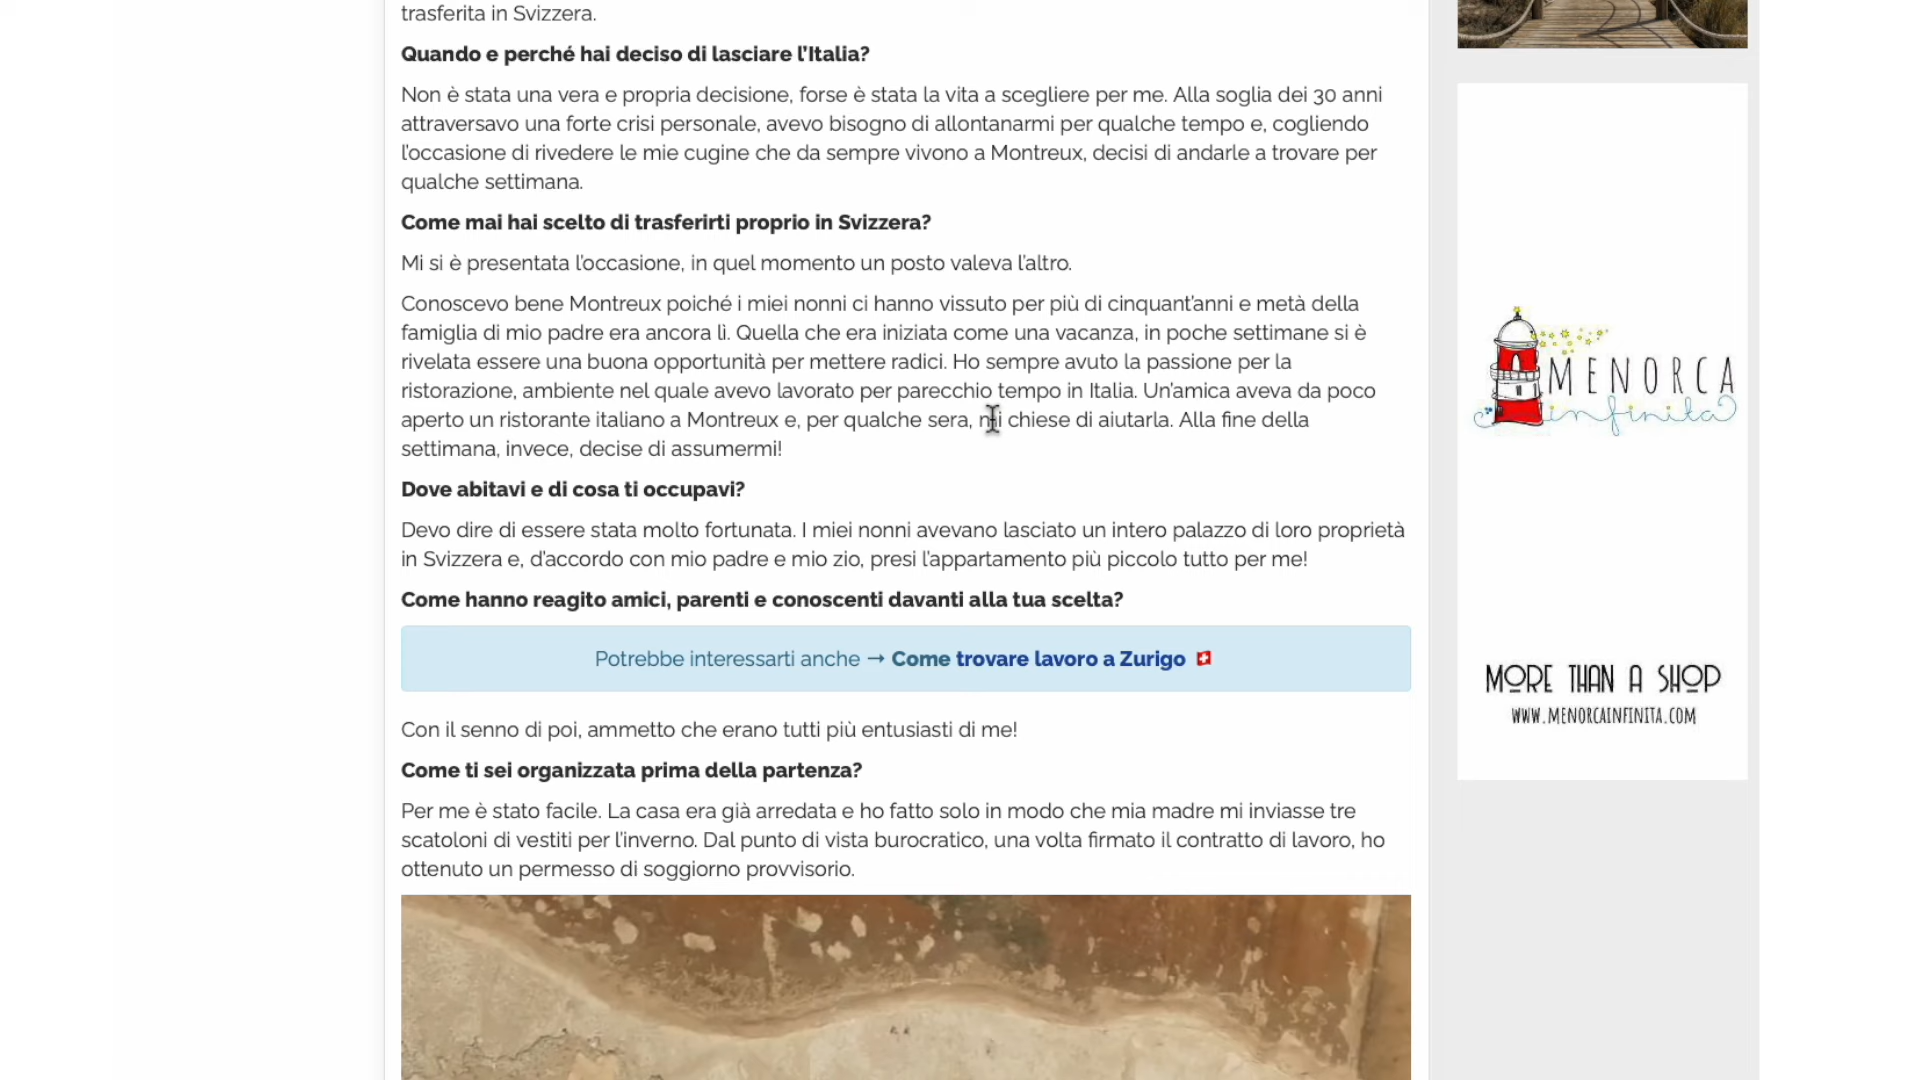 trasferita in Svizzera.
Quando e perché hai deciso di lasciare l'Italia?
Non è stata una vera e propria decisione, forse è stata la vita a scegliere per me. Alla soglia dei 30 anni
attraversavo una forte crisi personale, avevo bisogno di allontanarmi per qualche tempo e, cogliendo
l'occasione di rivedere le mie cugine che da sempre vivono a Montreux, decisi di andarle a trovare per
qualche settimana.
Come mai hai scelto di trasferirti proprio in Svizzera?
Mi si è presentata l'occasione, in quel momento un posto valeva l'altro.
Conoscevo bene Montreux poiché i miei nonni ci hanno vissuto per più di cinquant'anni e metà della
famiglia di mio padre era ancora lì. Quella che era iniziata come una vacanza, in poche settimane si è
rivelata essere una buona opportunità per mettere radici. Ho sempre avuto la passione per la
ristorazione, ambiente nel quale avevo lavorato per parecchio tempo in Italia. Un'amica aveva da poco
aperto un ristorante italiano a Montreux e, per qualche sera, mi chiese di aiutarla. Alla fine della
settimana, invece, decise di assumermi!
Dove abitavi e di cosa ti occupavi?
Devo dire di essere stata molto fortunata. I miei nonni avevano lasciato un intero palazzo di loro proprietà
in Svizzera e, d'accordo con mio padre e mio zio, presi l'appartamento più piccolo tutto per me!
Come hanno reagito amici, parenti e conoscenti davanti alla tua scelta?
Potrebbe interessarti anche → Come trovare lavoro a Zurigo 🇨🇭
Con il senno di poi, ammetto che erano tutti più entusiasti di me!
Come ti sei organizzata prima della partenza?
Per me è stato facile. La casa era già arredata e ho fatto solo in modo che mia madre mi inviasse tre
scatoloni di vestiti per l'inverno. Dal punto di vista burocratico, una volta firmato il contratto di lavoro, ho
ottenuto un permesso di soggiorno provvisorio.
MENORCA
infinita
MORE THAN A SHOP
WWW.MENORCAINFINITA.COM